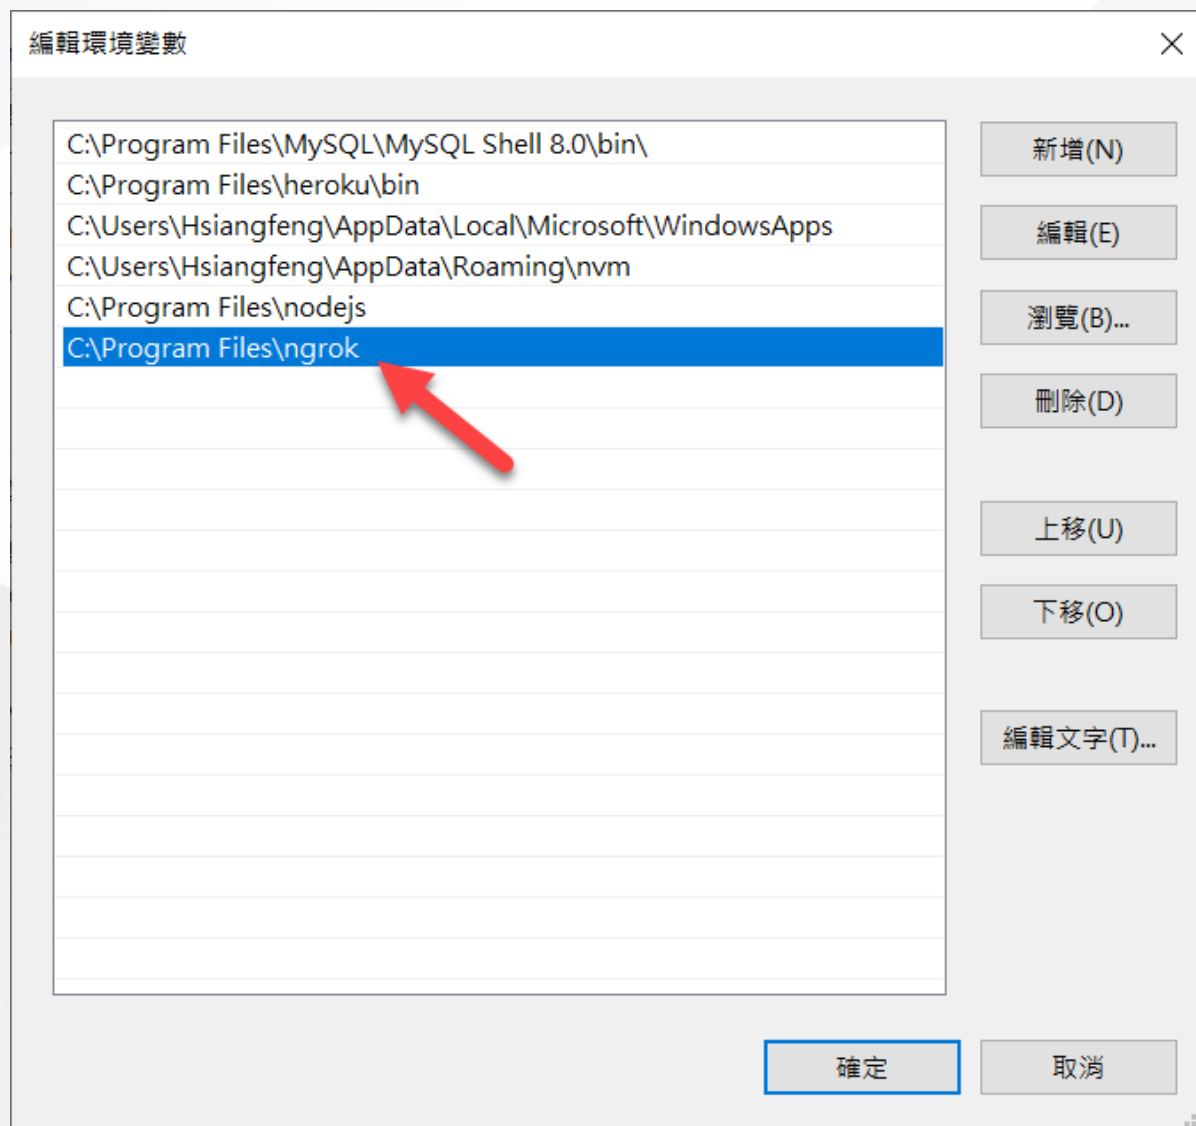 編輯環境變數
C:\Program Files\MySQL\MySQL Shell 8.0\bin\
C:\Program Files\heroku\bin
C:\Users\Hsiangfeng\AppData\Local\Microsoft\WindowsApps
C:\Users\Hsiangfeng\AppData\Roaming\nvm
C:\Program Files\nodejs
C:\Program Files\ngrok
新增(N)
編輯(E)
瀏覽(B)...
刪除(D)
上移(U)
下移(O)
編輯文字(T)...
確定
取消